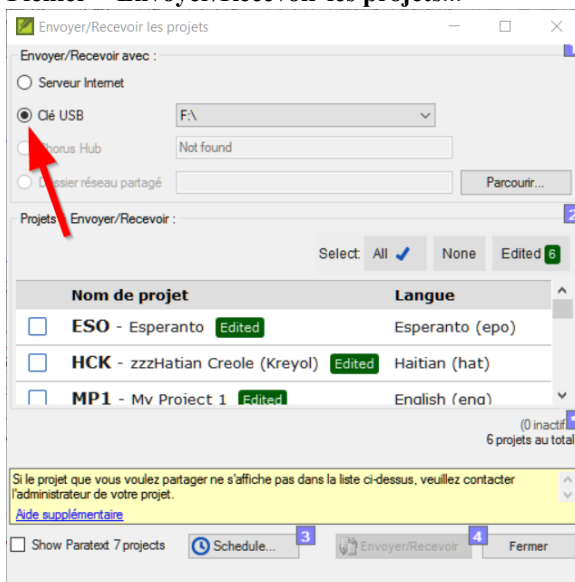 Envoyer/Recevoir les projets
Envoyer/Recevoir avec :
Serveur Internet
Clé USB F:\
Chorus Hub Not found
réseau partagé Parcourir...
Projets Envoyer/Recevoir :
2
Select: All None Edited 6
Nom de projet Langue
ESO - Esperanto Edited Esperanto (epo)
HCK - zzzHatian Creole (Kreyol) Edited Haitian (hat)
MP1 - My Project 1 Edited English (eng)
(0 inactif
6 projets au total
Si le projet que vous voulez partager ne s'affiche pas dans la liste ci-dessus, veuillez contacter
l'administrateur de votre projet.
Aide supplémentaire
Show Paratext 7 projects Schedule... 3 Envoyer/Recevoir 4 Fermer